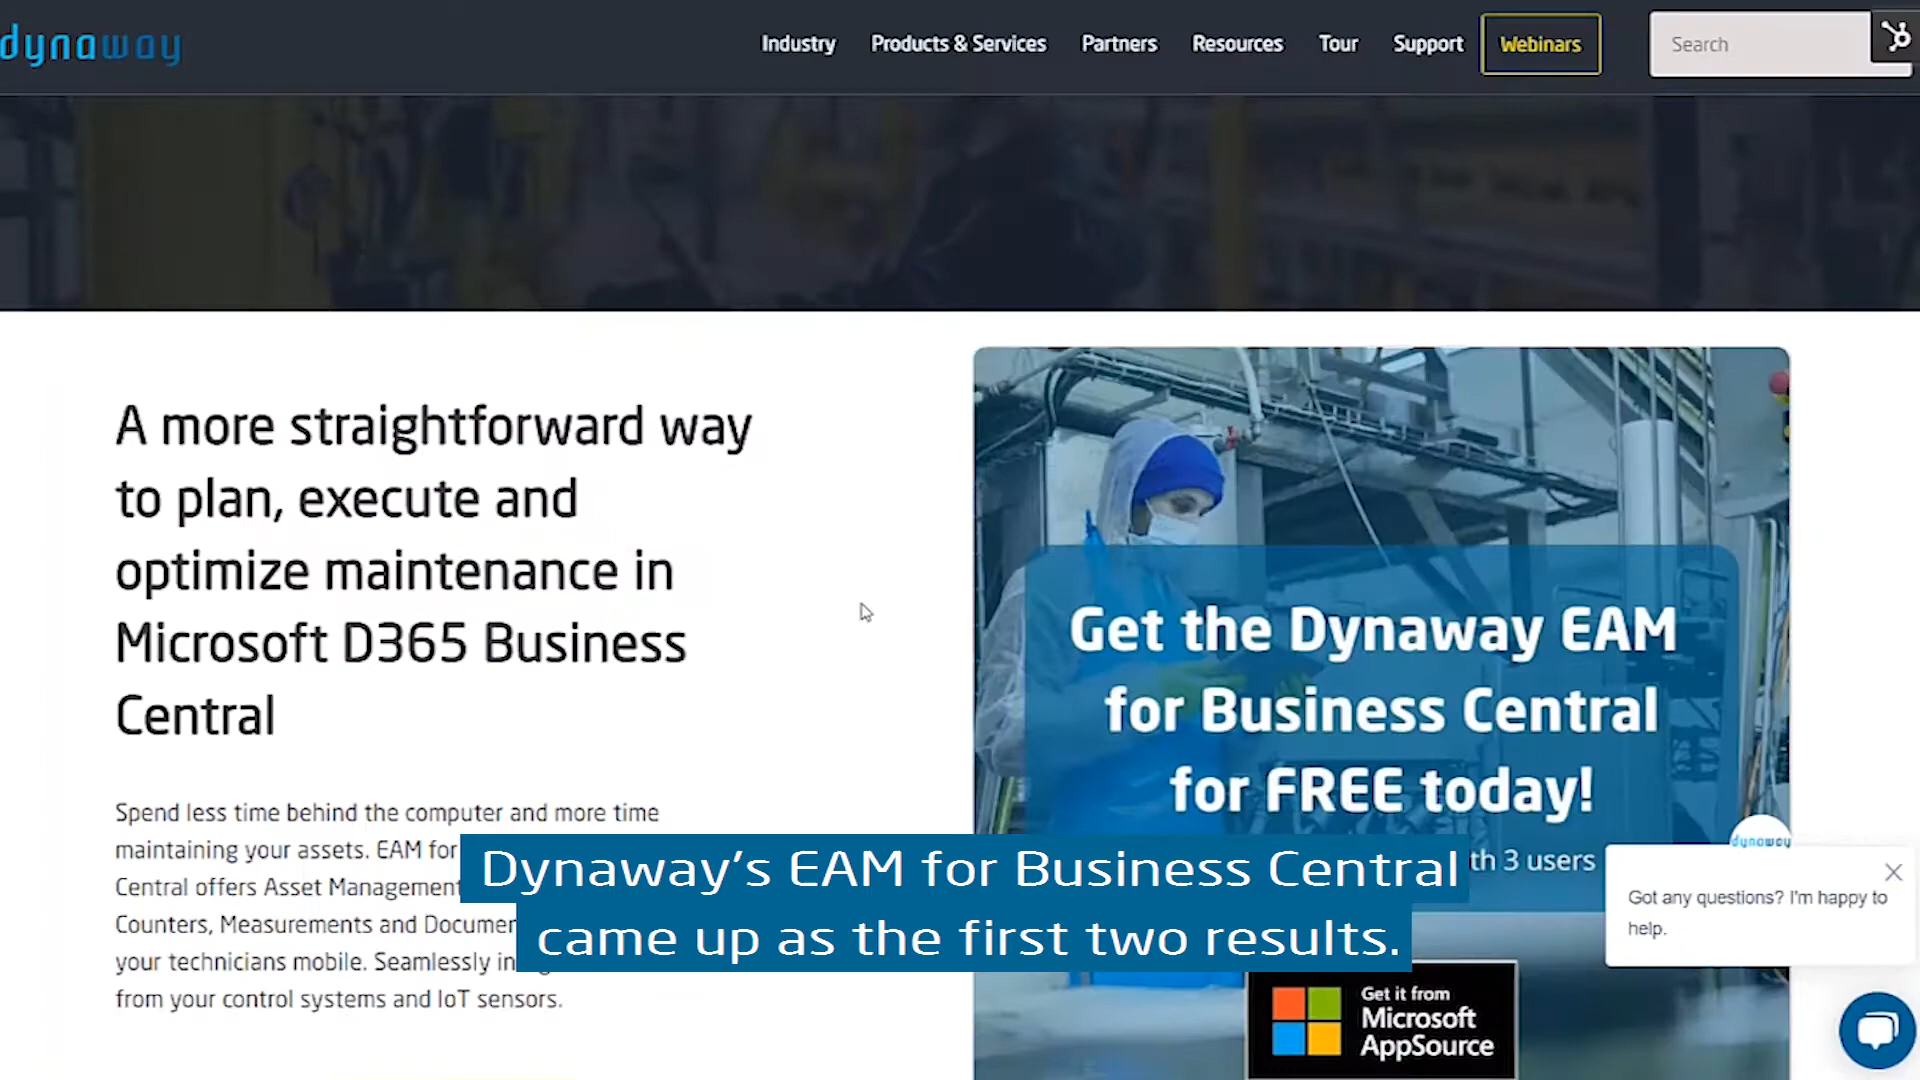 dynaway
Industry
Products & Services
Partners
Resources
Tour
Support
Webinars
Search
A more straightforward way
to plan, execute and
optimize maintenance in
Microsoft D365 Business
Central
Spend less time behind the computer and more time
maintaining your assets. EAM for
Central offers Asset Management
Counters, Measurements and
your technicians mobile. Seamlessly
from your control systems and IoT sensors.
Get the Dynaway EAM
for Business Central
for FREE today!
3 users
Dynaway's EAM for Business Central
came up as the first two results.
Get it from
Microsoft
AppSource
dynaway
Got any questions? I'm happy to
help.